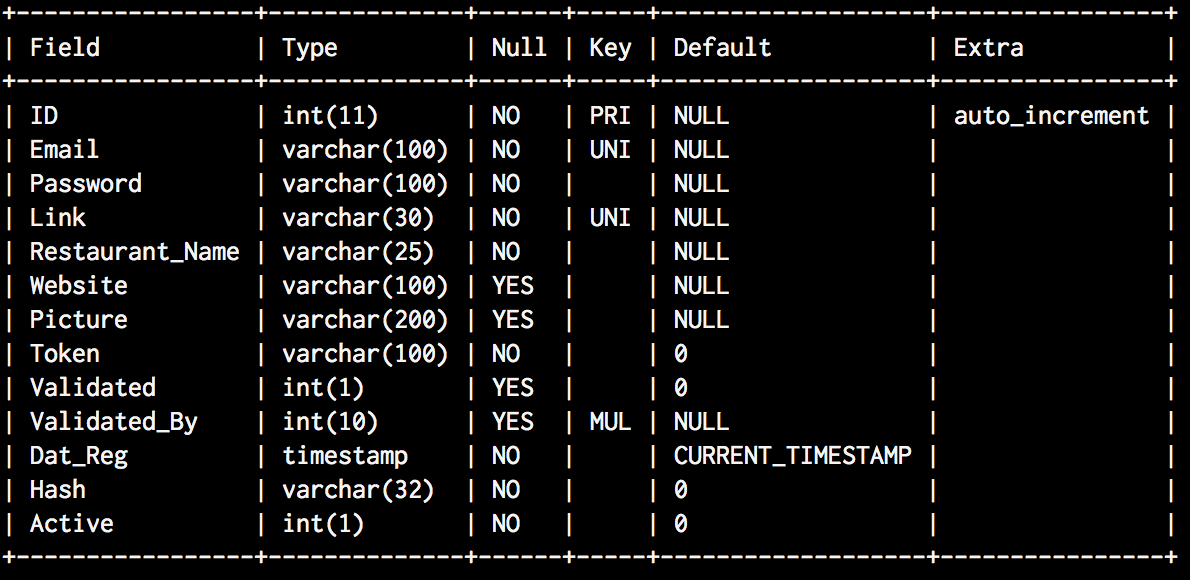 +-----------------+--------------+------+-----+-------------------+----------------+
| Field           | Type         | Null | Key | Default           | Extra          |
+-----------------+--------------+------+-----+-------------------+----------------+
| ID              | int(11)      | NO   | PRI | NULL              | auto_increment |
| Email           | varchar(100) | NO   | UNI | NULL              |                |
| Password        | varchar(100) | NO   |     | NULL              |                |
| Link            | varchar(30)  | NO   | UNI | NULL              |                |
| Restaurant_Name | varchar(25)  | NO   |     | NULL              |                |
| Website         | varchar(100) | YES  |     | NULL              |                |
| Picture         | varchar(200) | YES  |     | NULL              |                |
| Token           | varchar(100) | NO   |     | 0                 |                |
| Validated       | int(1)       | YES  |     | 0                 |                |
| Validated_By    | int(10)      | YES  | MUL | NULL              |                |
| Dat_Reg         | timestamp    | NO   |     | CURRENT_TIMESTAMP |                |
| Hash            | varchar(32)  | NO   |     | 0                 |                |
| Active          | int(1)       | NO   |     | 0                 |                |
+-----------------+--------------+------+-----+-------------------+----------------+